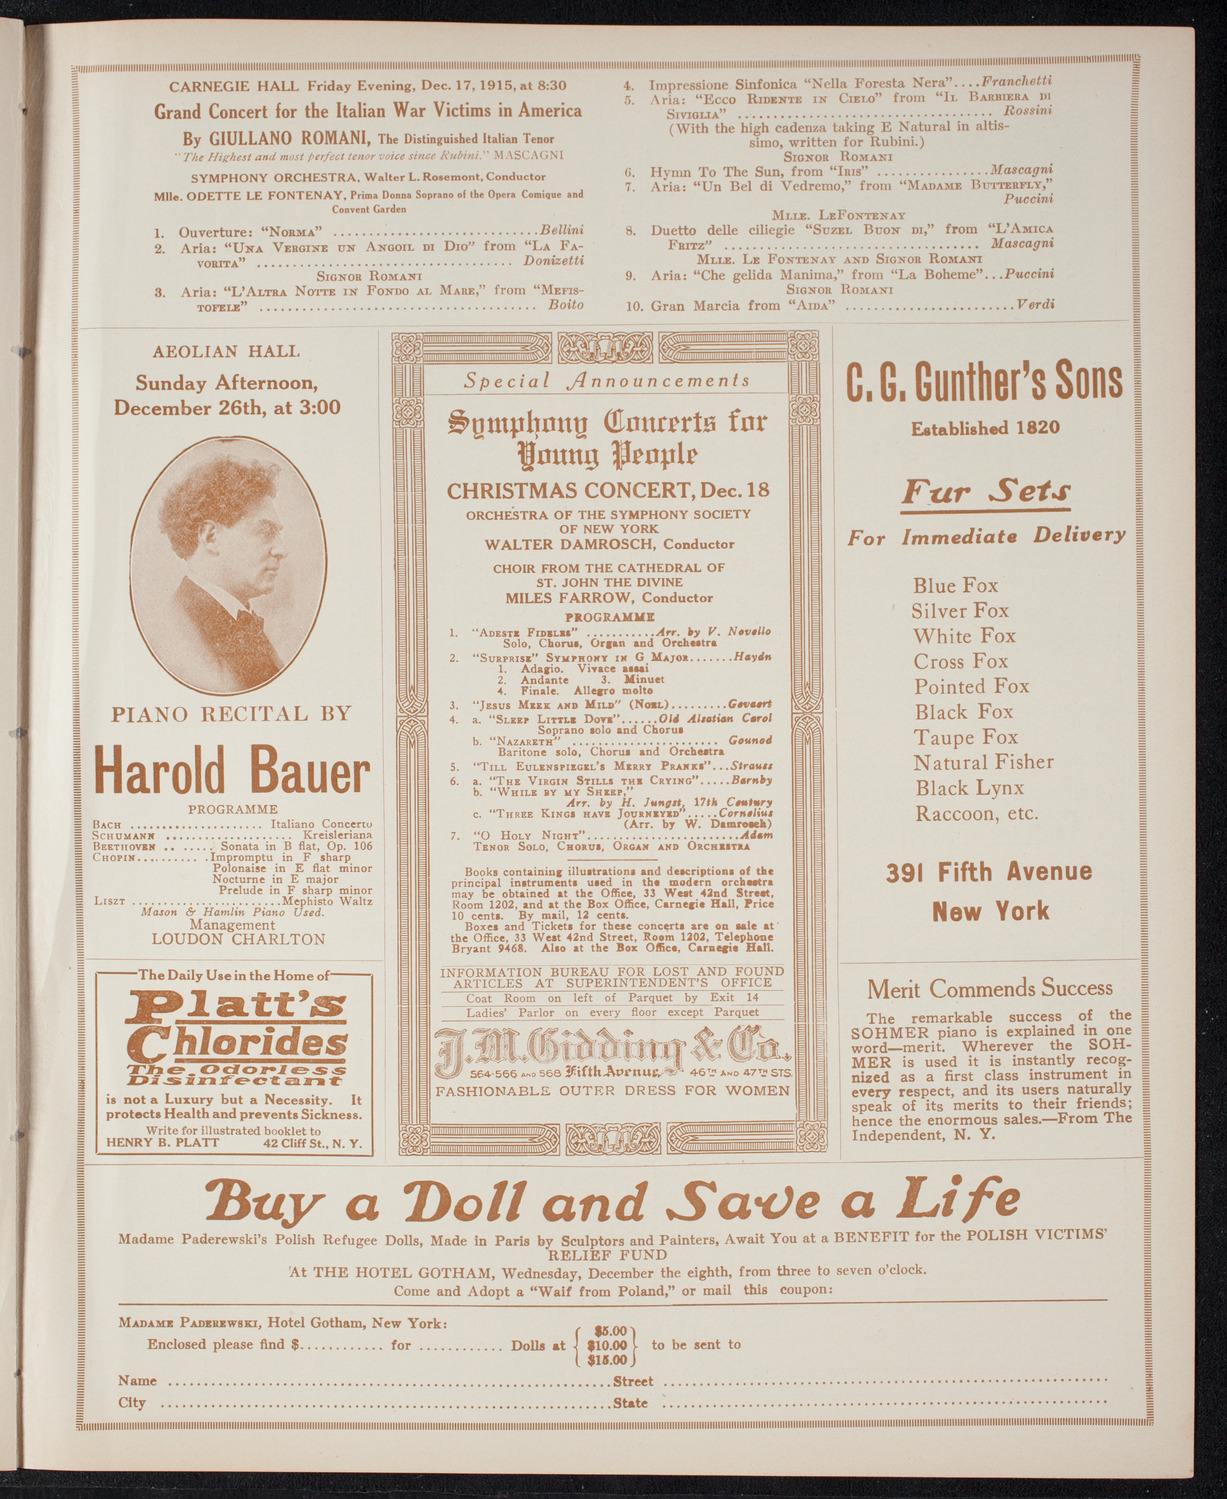 CARNEGIE HALL Friday Evening, Dec. 17, 1915, at 8:30
Grand Concert for the Italian War Victims in America
By GIULLANO ROMANI, The Distinguished Italian Tenor
"The Highest and most perfect tenor voice since Rubini." MASCAGNI
SYMPHONY ORCHESTRA, Walter L. Rosemont, Conductor
Mlle. ODETTE LE FONTENAY, Prima Donna Soprano of the Opera Comique and
Convent Garden
1. Ouverture: "NORMA" ............................Bellini
2. Aria: "UNA VERGINE UN ANGOIL DI DIO" from "LA FA-
VORITA" ................................. Donizetti
SIGNOR ROMANI
3. Aria: "L'ALTRA NOTTE IN FONDO AL MARE," from "MEFIS-
TOFELE" ..................................... Boito
4. Impressione Sinfonica "Nella Foresta Nera"....Franchetti
5. Aria: "ECCO RIDENTE IN CIELO" from "IL BARBIERA DI
SIVIGLIA" .................................. Rossini
(With the high cadenza taking E Natural in altis-
simo, written for Rubini.)
SIGNOR ROMANI
6. Hymn To The Sun, from "IRIS" ...............Mascagni
7. Aria: "Un Bel di Vedremo," from "MADAME BUTTERFLY,"
Puccini
MLLE. LEFONTENAY
8. Duetto delle ciliegie "SUZEL BUON DI," from "L'AMICA
FRITZ" .................................. Mascagni
MLLE. LE FONTENAY AND SIGNOR ROMANI
9. Aria: "Che gelida Manima," from "La Boheme"...Puccini
SIGNOR ROMANI
10. Gran Marcia from "AIDA" .......................Verdi
AEOLIAN HALL
Sunday Afternoon,
December 26th, at 3:00
PIANO RECITAL BY
Harold Bauer
PROGRAMME
BACH ..................... Italiano Concerto
SCHUMANN .................... Kreisleriana
BEETHOVEN .. ..... Sonata in B flat, Op. 106
CHOPIN...........Impromptu in F sharp
Polonaise in E flat minor
Nocturne in E major
Prelude in F sharp minor
LISZT ........................Mephisto Waltz
Mason & Hamlin Piano Used.
Management
LOUDON CHARLTON
The Daily Use in the Home of
Platt's
Chlorides
The Odorless
Disinfectant
is not a Luxury but a Necessity. It
protects Health and prevents Sickness.
Write for illustrated booklet to
HENRY B. PLATT 42 Cliff St., N. Y.
Special Announcements
Symphony Concerts for
Young People
CHRISTMAS CONCERT, Dec. 18
ORCHESTRA OF THE SYMPHONY SOCIETY
OF NEW YORK
WALTER DAMROSCH, Conductor
CHOIR FROM THE CATHEDRAL OF
ST. JOHN THE DIVINE
MILES FARROW, Conductor
PROGRAMME
1. "ADESTE FIDELES" ...........Arr. by V. Novello
Solo, Chorus, Organ and Orchestra
2. "SURPRISE" SYMPHONY IN G MAJOR.......Haydn
1. Adagio. Vivace assai
2. Andante 3. Minuet
4. Finale. Allegro molto
3. "JESUS MEEK AND MILD" (NOEL).........Gevaert
4. a. "SLEEP LITTLE DOVE"......Old Alsatian Carol
Soprano solo and Chorus
b. "NAZARETH" ...................... Gounod
Baritone solo, Chorus and Orchestra
5. "TILL EULENSPIEGEL'S MERRY PRANKS"...Strauss
6. a. "THE VIRGIN STILLS THE CRYING".....Barnby
b. "WHILE BY MY SHEEP,"
Arr. by H. Jungst, 17th Century
c. "THREE KINGS HAVE JOURNEYED".....Cornelius
(Arr. by W. Damrosch)
7. "O HOLY NIGHT".......................Adam
TENOR SOLO, CHORUS, ORGAN AND ORCHESTRA
Books containing illustrations and descriptions of the
principal instruments used in the modern orchestra
may be obtained at the Office, 33 West 42nd Street,
Room 1202, and at the Box Office, Carnegie Hall, Price
10 cents. By mail, 12 cents.
Boxes and Tickets for these concerts are on sale at
the Office, 33 West 42nd Street, Room 1202, Telephone
Bryant 9468. Also at the Box Office, Carnegie Hall.
INFORMATION BUREAU FOR LOST AND FOUND
ARTICLES AT SUPERINTENDENT'S OFFICE
Coat Room on left of Parquet by Exit 14
Ladies' Parlor on every floor except Parquet
J. M. Gidding & Co.
564-566 AND 568 Fifth Avenue, 46TH AND 47TH STS.
FASHIONABLE OUTER DRESS FOR WOMEN
C. G. Gunther's Sons
Established 1820
Fur Sets
For Immediate Delivery
Blue Fox
Silver Fox
White Fox
Cross Fox
Pointed Fox
Black Fox
Taupe Fox
Natural Fisher
Black Lynx
Raccoon, etc.
391 Fifth Avenue
New York
Merit Commends Success
The remarkable success of the
SOHMER piano is explained in one
word—merit. Wherever the SOH-
MER is used it is instantly recog-
nized as a first class instrument in
every respect, and its users naturally
speak of its merits to their friends;
hence the enormous sales.—From The
Independent, N. Y.
Buy a Doll and Save a Life
Madame Paderewski's Polish Refugee Dolls, Made in Paris by Sculptors and Painters, Await You at a BENEFIT for the POLISH VICTIMS'
RELIEF FUND
At THE HOTEL GOTHAM, Wednesday, December the eighth, from three to seven o'clock.
Come and Adopt a "Waif from Poland," or mail this coupon:
MADAME PADEREWSKI, Hotel Gotham, New York:
$5.00
Enclosed please find $............ for ............ Dolls at { $10.00 } to be sent to
$15.00
Name ..........................................................Street ..........................................................
City ...........................................................State ..........................................................